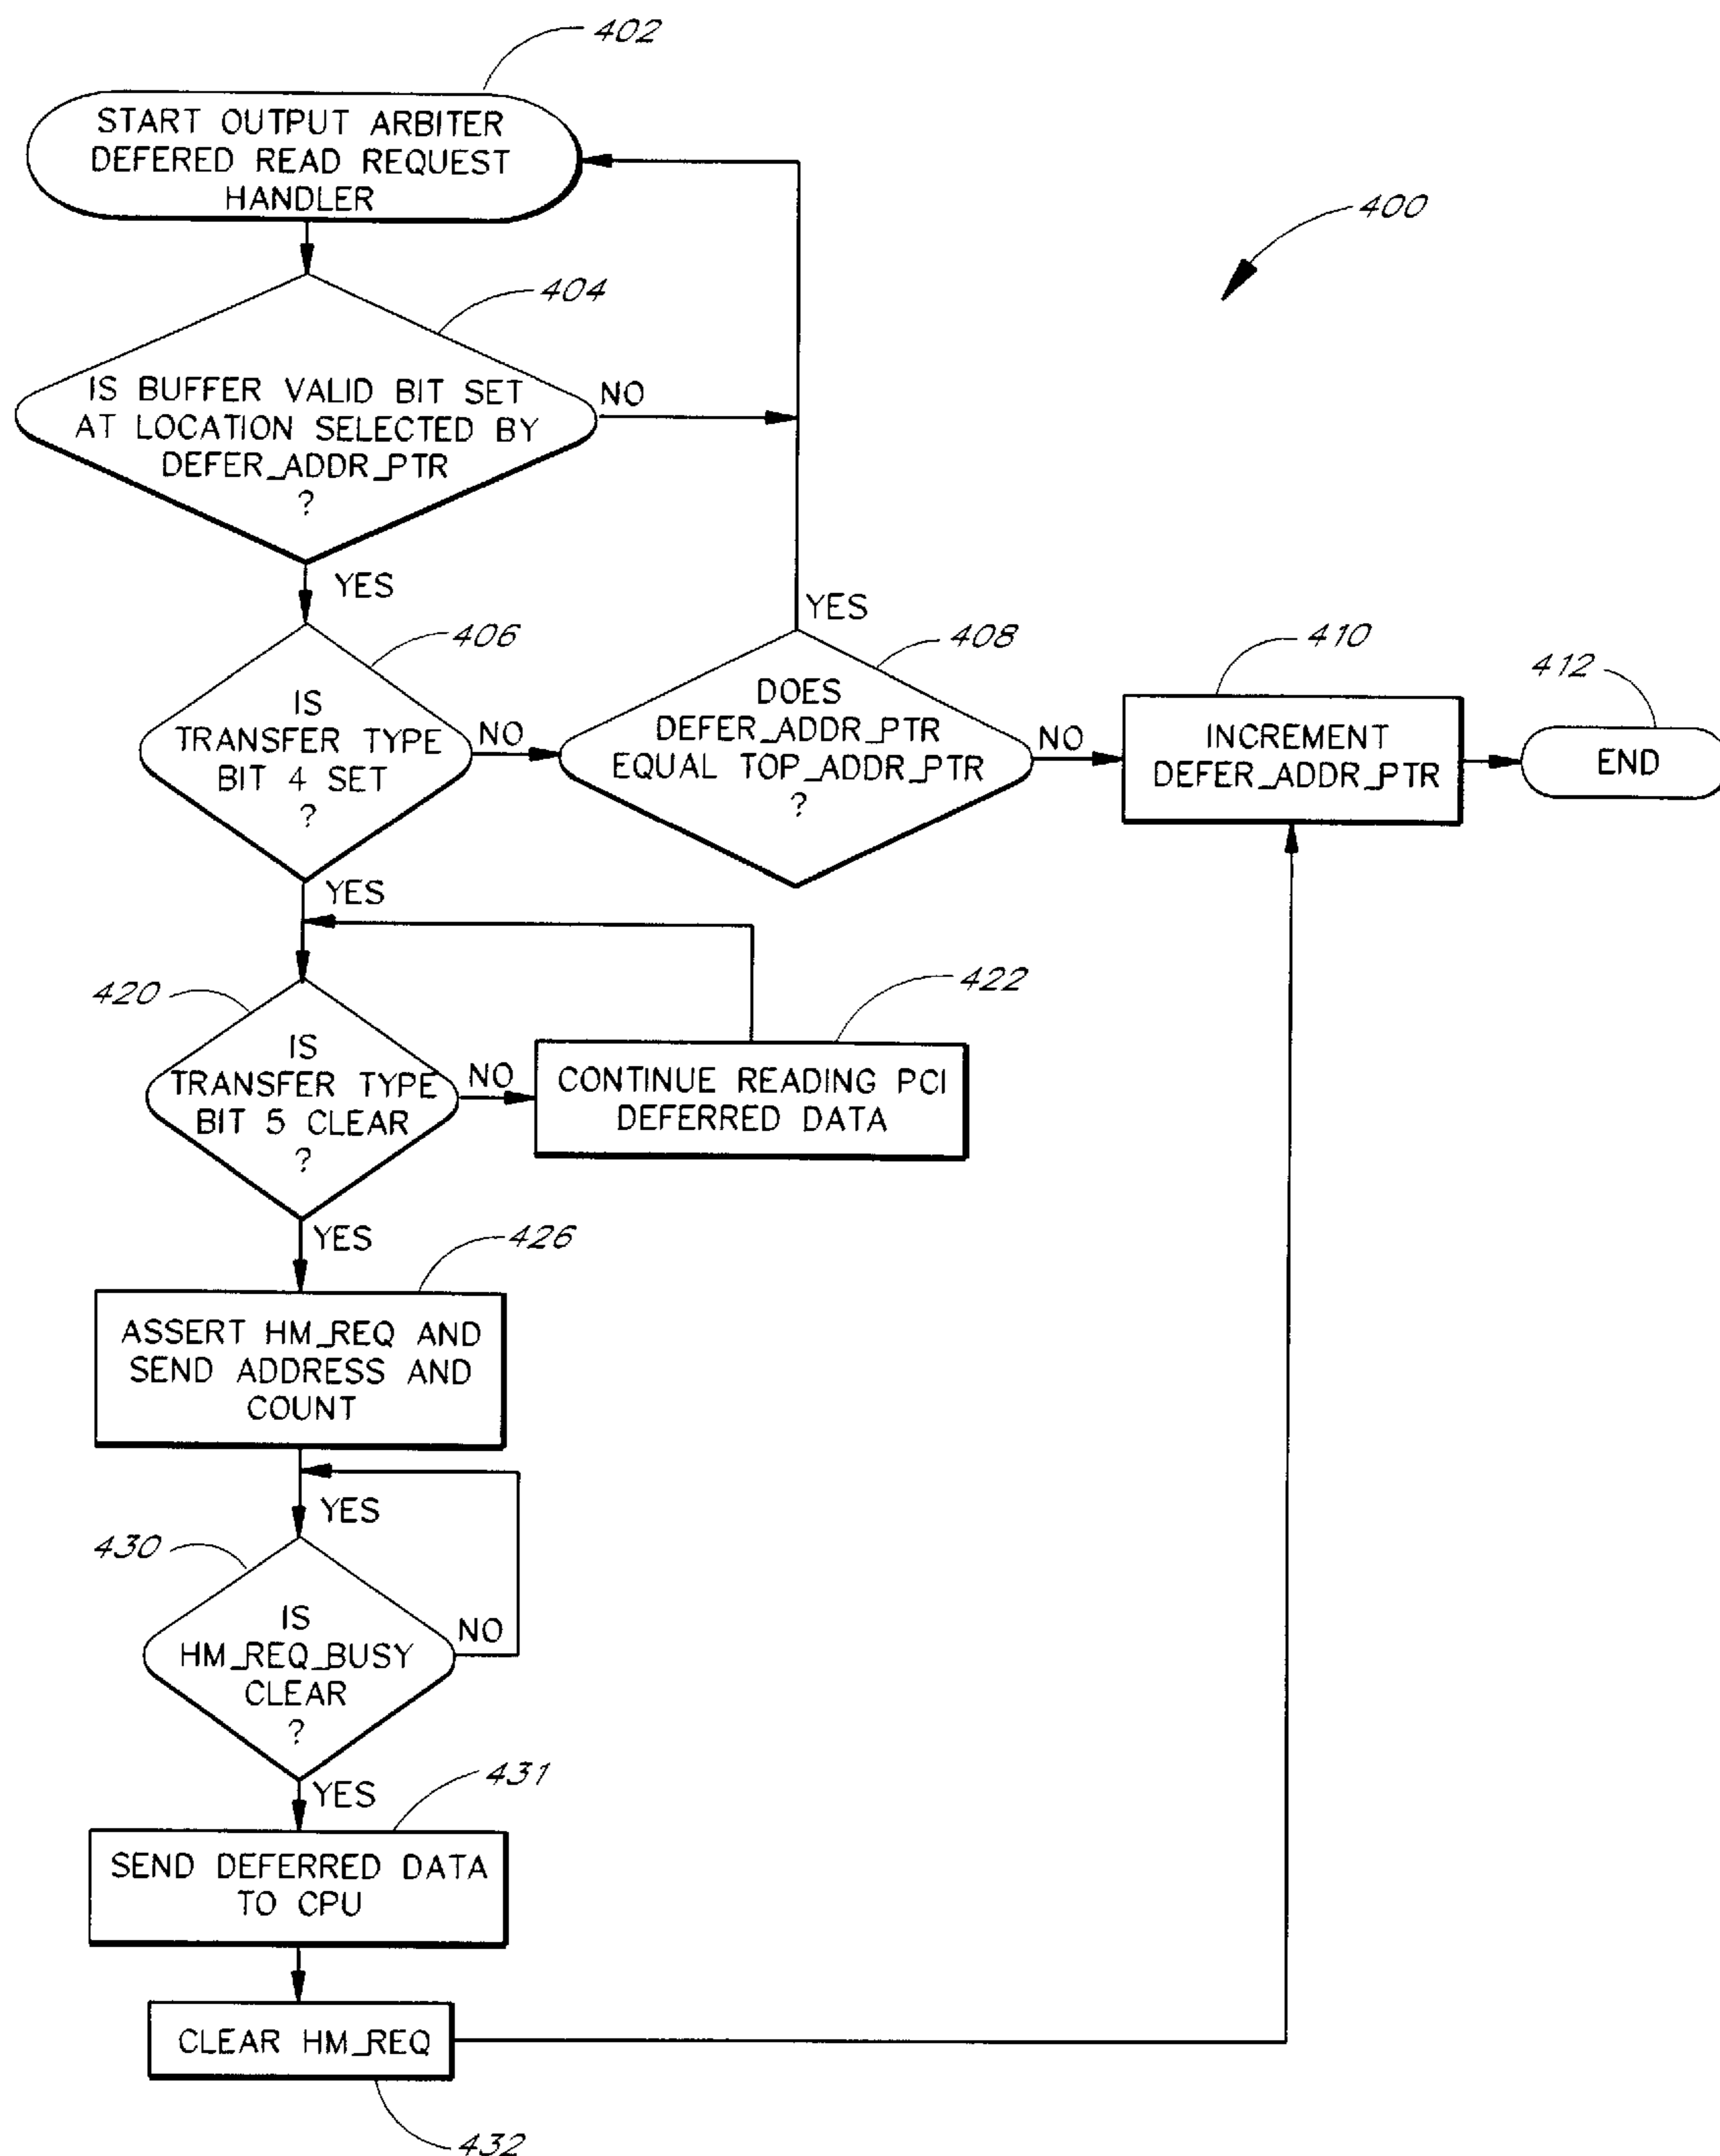 402
START OUTPUT ARBITER
DEFERED READ REQUEST
HANDLER
400
404
IS BUFFER VALID BIT SET
AT LOCATION SELECTED BY
DEFER_ADDR_PTR
?
NO
YES
406
IS
TRANSFER TYPE
BIT 4 SET
?
NO
YES
408
DOES
DEFER_ADDR_PTR
EQUAL TOP_ADDR_PTR
?
NO
410
INCREMENT
DEFER_ADDR_PTR
412
END
YES
420
IS
TRANSFER TYPE
BIT 5 CLEAR
?
NO
422
CONTINUE READING PCI
DEFERRED DATA
YES
426
ASSERT HM_REQ AND
SEND ADDRESS AND
COUNT
YES
430
IS
HM_REQ_BUSY
CLEAR
?
NO
YES
431
SEND DEFERRED DATA
TO CPU
CLEAR HM_REQ
432